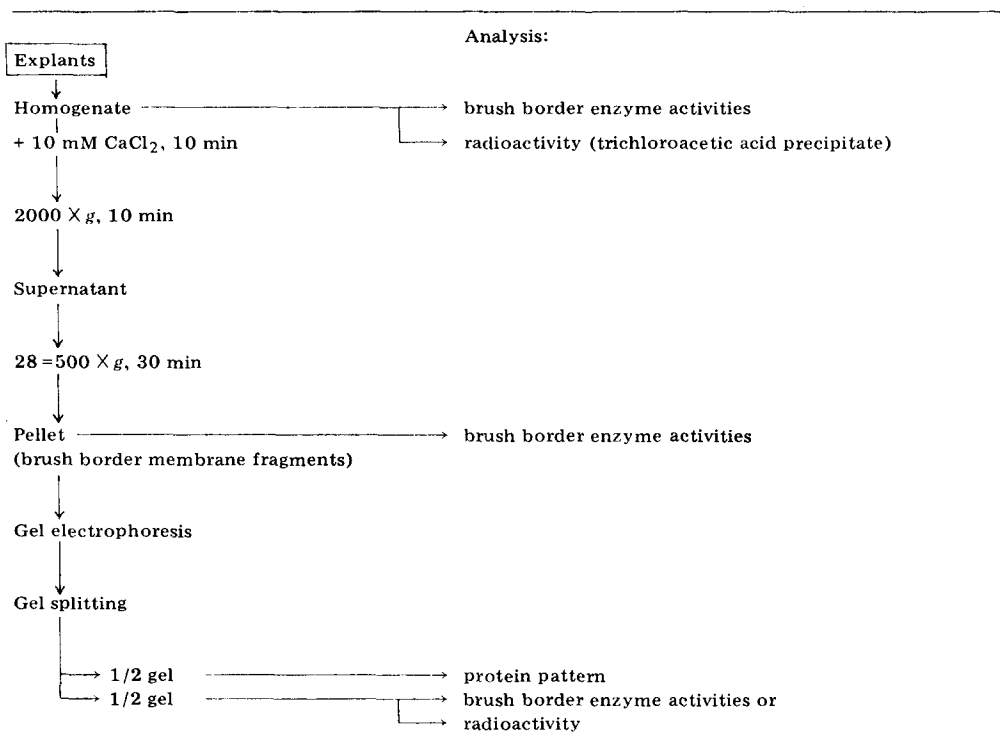 Analysis:
Explants
Homogenate
brush border enzyme activities
+ 10 mM CaCl₂, 10 min
radioactivity (trichloroacetic acid precipitate)
2000 × g, 10 min
Supernatant
28=500 × g, 30 min
Pellet
brush border enzyme activities
(brush border membrane fragments)
Gel electrophoresis
Gel splitting
1/2 gel
protein pattern
1/2 gel
brush border enzyme activities or
radioactivity